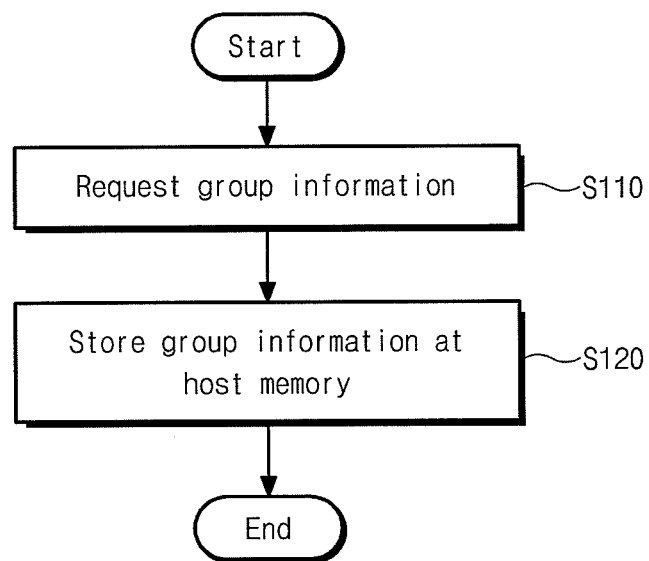 Start
Request group information
S110
Store group information at
host memory
S120
End